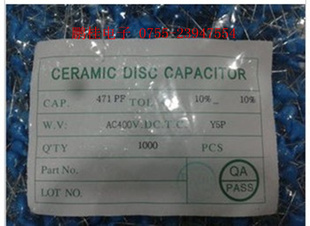 CERAMIC DISC CAPACITOR
CAP. 471 PF TOL 10% 10%
W.V: AC400V.DC.T.C. Y5P
Q'TY 1000 PCS
Part No.
LOT NO.
QA
PASS